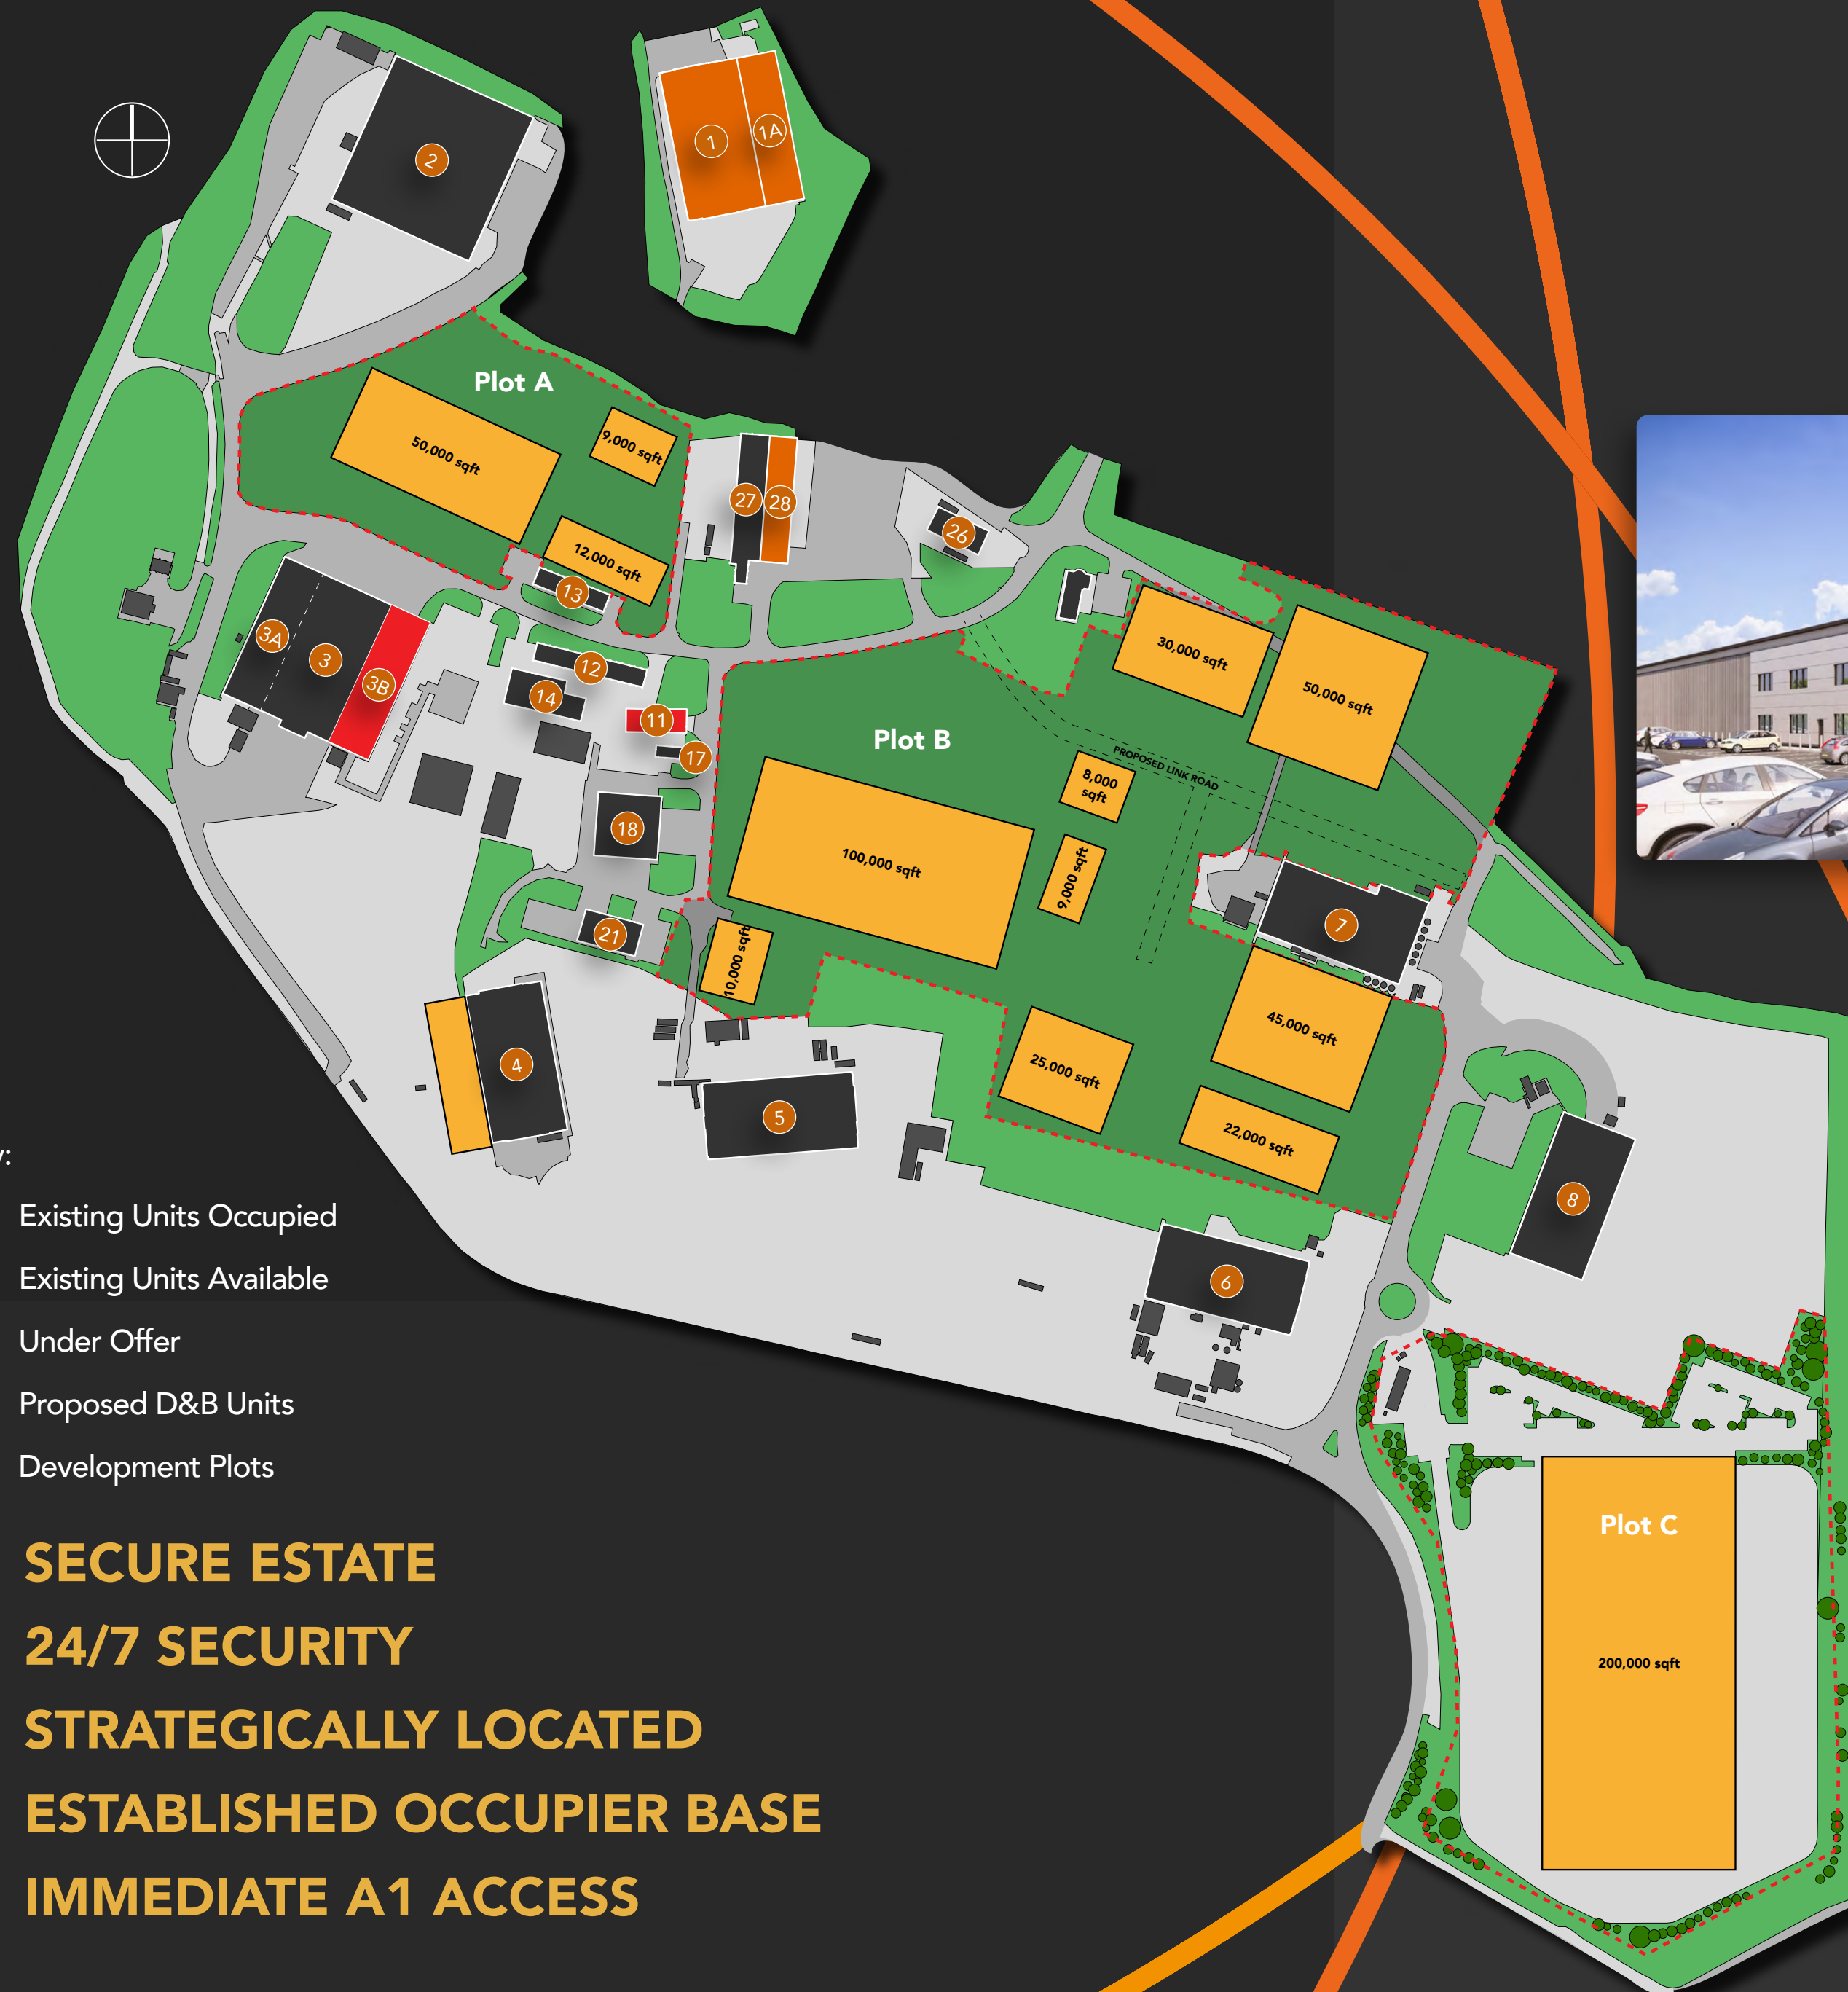 1
1A
2
Plot A
50,000 sqft
9,000 sqft
12,000 sqft
27
28
26
13
3A
3
3B
12
14
11
17
18
21
Plot B
30,000 sqft
50,000 sqft
PROPOSED LINK ROAD
8,000
sqft
100,000 sqft
9,000 sqft
10,000 sqft
7
45,000 sqft
25,000 sqft
22,000 sqft
4
5
8
6
y:
Existing Units Occupied
Existing Units Available
Under Offer
Proposed D&B Units
Development Plots
Plot C
200,000 sqft
SECURE ESTATE
24/7 SECURITY
STRATEGICALLY LOCATED
ESTABLISHED OCCUPIER BASE
IMMEDIATE A1 ACCESS